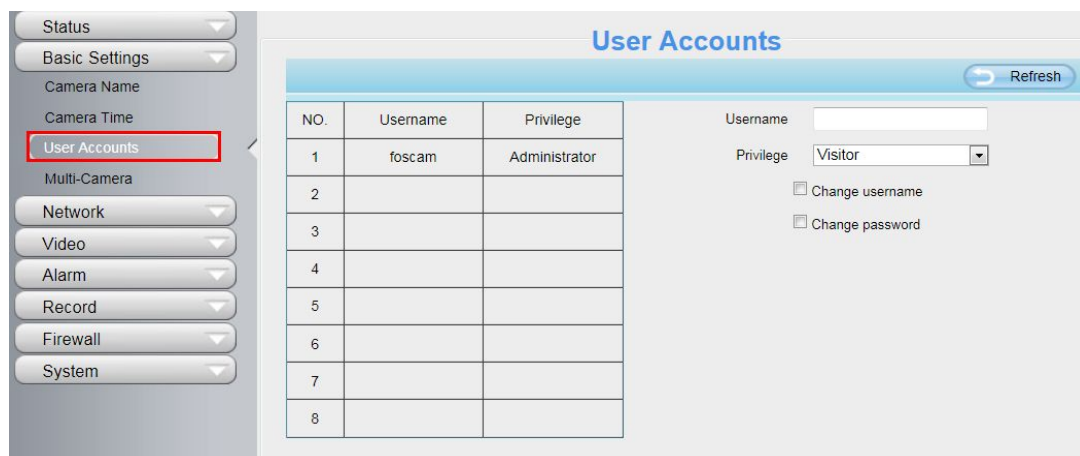 Status
Basic Settings
Camera Name
Camera Time
User Accounts
Multi-Camera
Network
Video
Alarm
Record
Firewall
System
User Accounts
Refresh
NO. Username Privilege
1 foscam Administrator
2
3
4
5
6
7
8
Username
Privilege Visitor
Change username
Change password